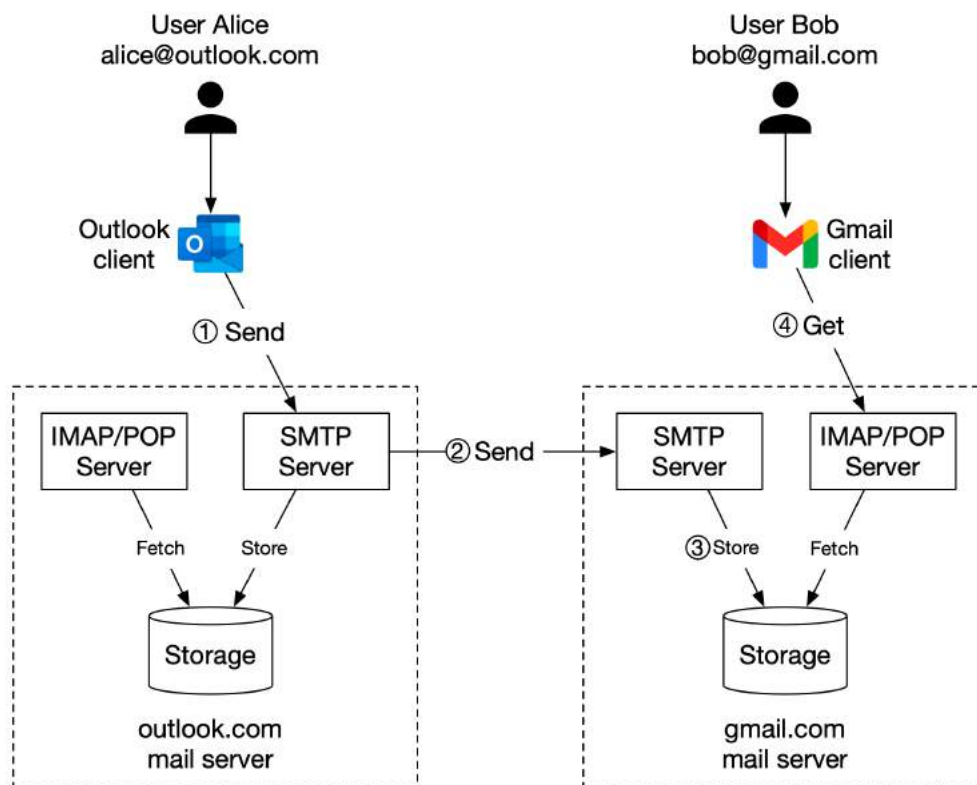 User Alice
alice@outlook.com
User Bob
bob@gmail.com
Outlook
client
O
Gmail
client
① Send
④ Get
IMAP/POP
Server
SMTP
Server
② Send
SMTP
Server
IMAP/POP
Server
Fetch
Store
③ Store
Fetch
Storage
Storage
outlook.com
mail server
gmail.com
mail server